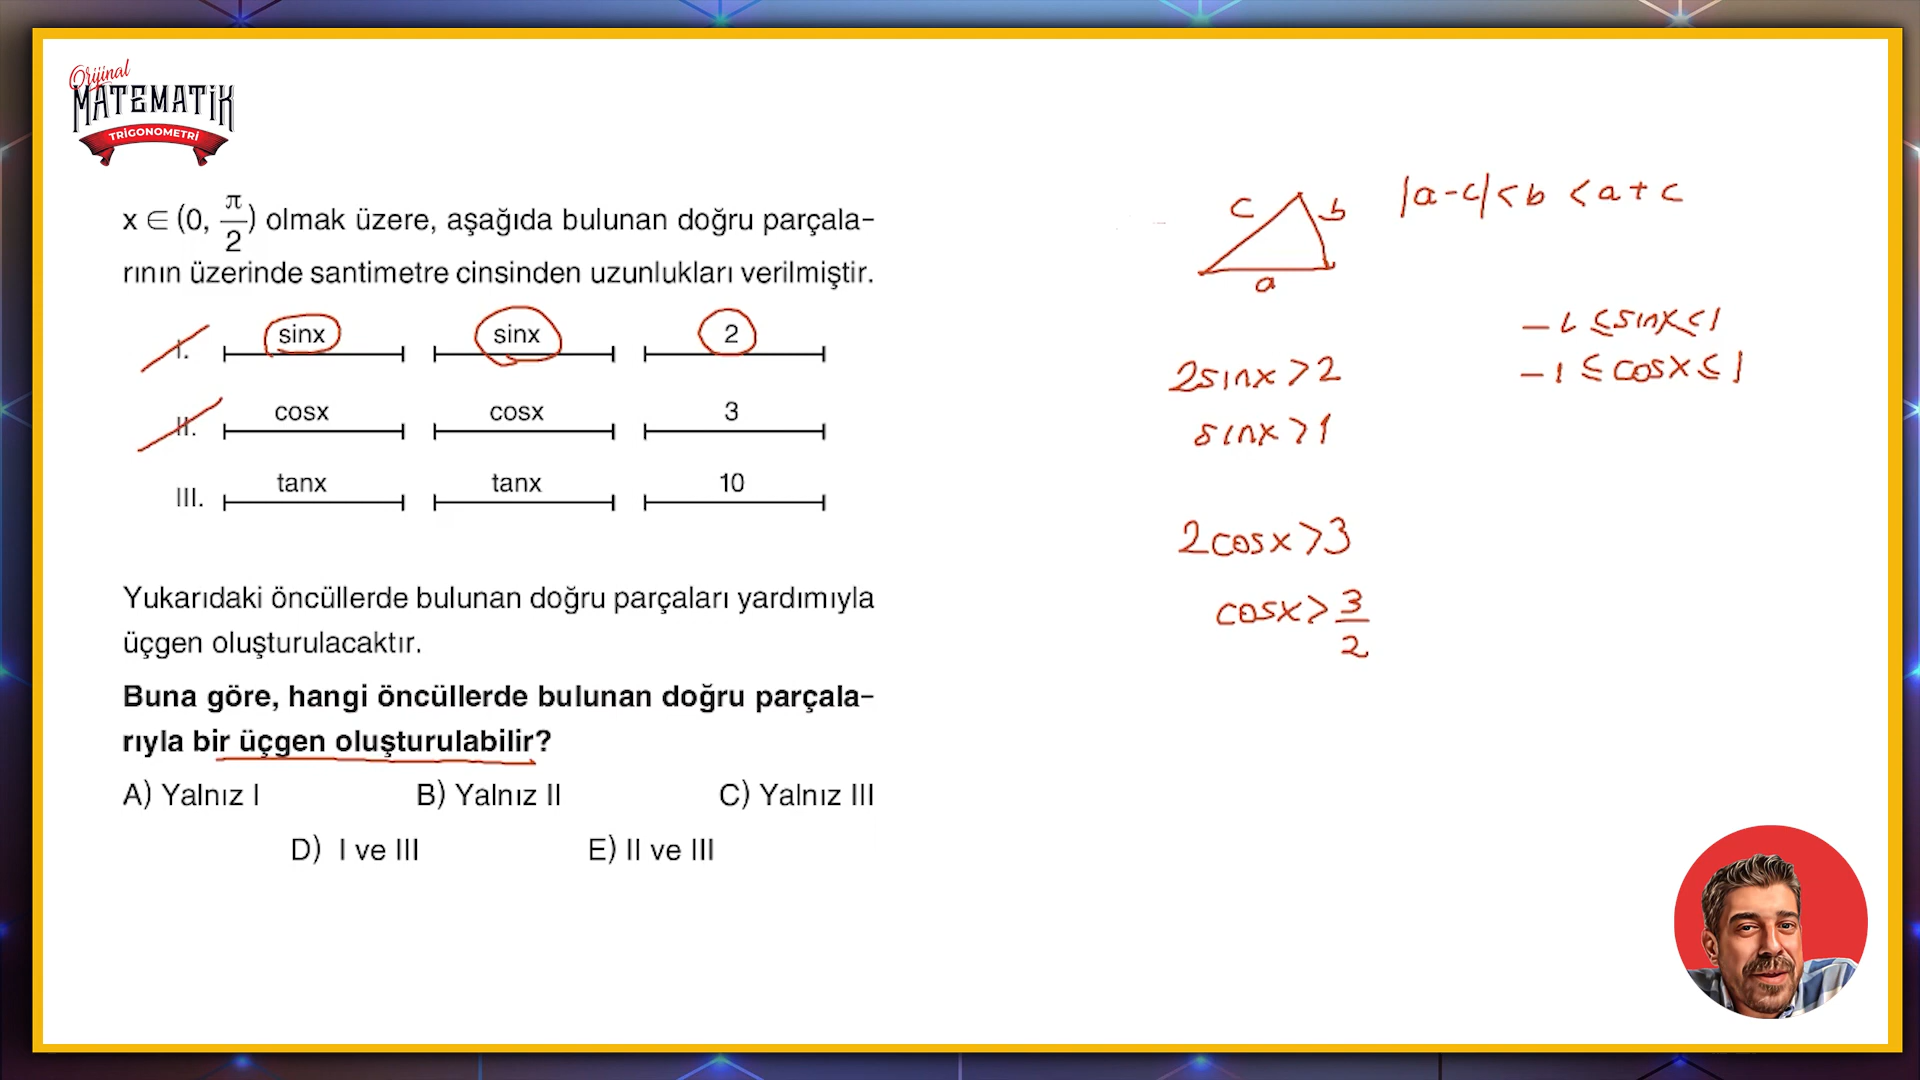 Orijinal
MATEMATİK
TRİGONOMETRİ
x ∈ (0, π/2) olmak üzere, aşağıda bulunan doğru parçala-
rının üzerinde santimetre cinsinden uzunlukları verilmiştir.
I. sinx sinx 2
II. cosx cosx 3
III. tanx tanx 10
Yukarıdaki öncüllerde bulunan doğru parçaları yardımıyla
üçgen oluşturulacaktır.
Buna göre, hangi öncüllerde bulunan doğru parçala-
rıyla bir üçgen oluşturulabilir?
A) Yalnız I B) Yalnız II C) Yalnız III
D) I ve III E) II ve III
c b a
|a-c| < b < a + c
-1 ≤ sinx ≤ 1
-1 ≤ cosx ≤ 1
2sinx > 2
sinx > 1
2cosx > 3
cosx > 3/2